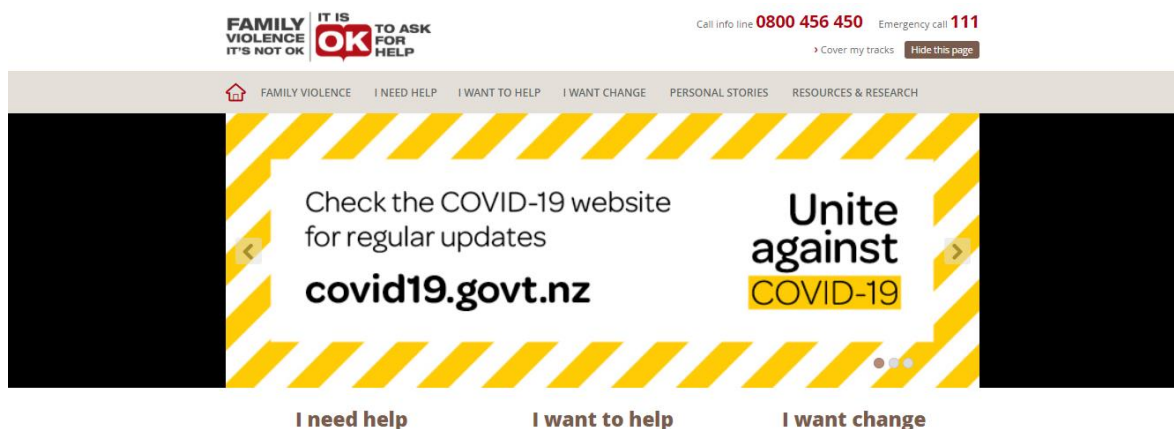 FAMILY VIOLENCE IT'S NOT OK
IT IS OK TO ASK FOR HELP
Call info line 0800 456 450 Emergency call 111
› Cover my tracks Hide this page
FAMILY VIOLENCE I NEED HELP I WANT TO HELP I WANT CHANGE PERSONAL STORIES RESOURCES & RESEARCH
Check the COVID-19 website
for regular updates
covid19.govt.nz
Unite
against
COVID-19
I need help I want to help I want change